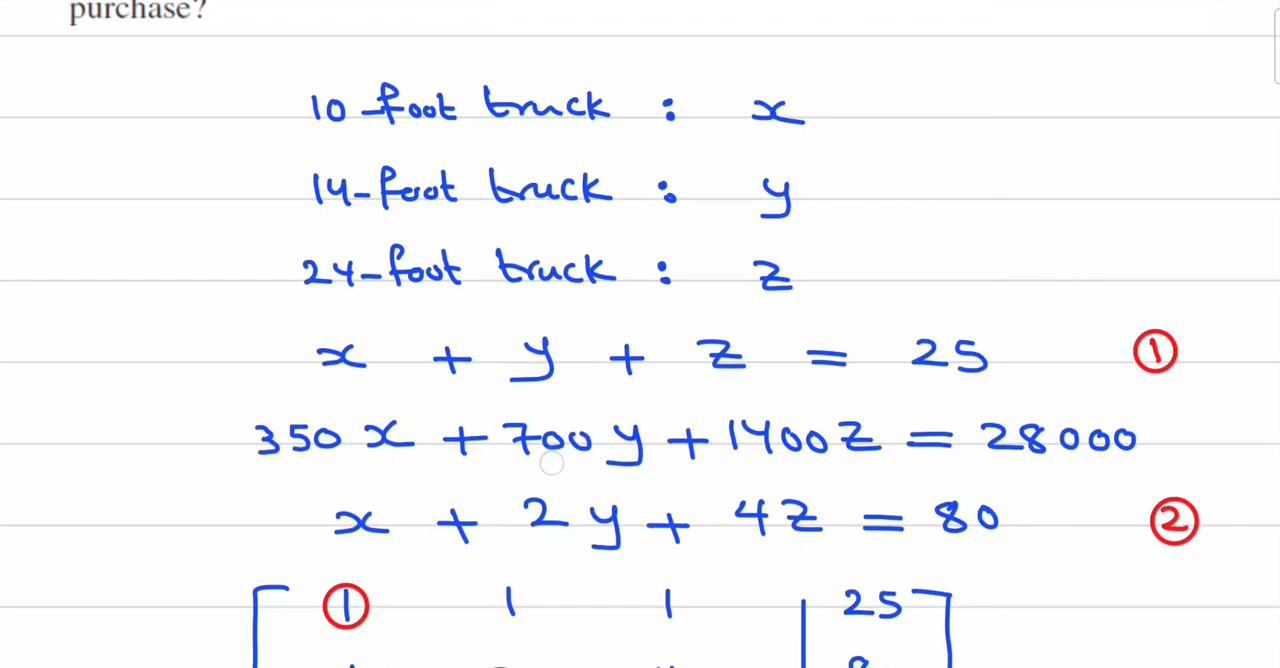 purchase?
10-foot truck : x
14-foot truck : y
24-foot truck : z
x + y + z = 25 ①
350x + 700y + 1400z = 28000
x + 2y + 4z = 80 ②
① 1 1 | 25